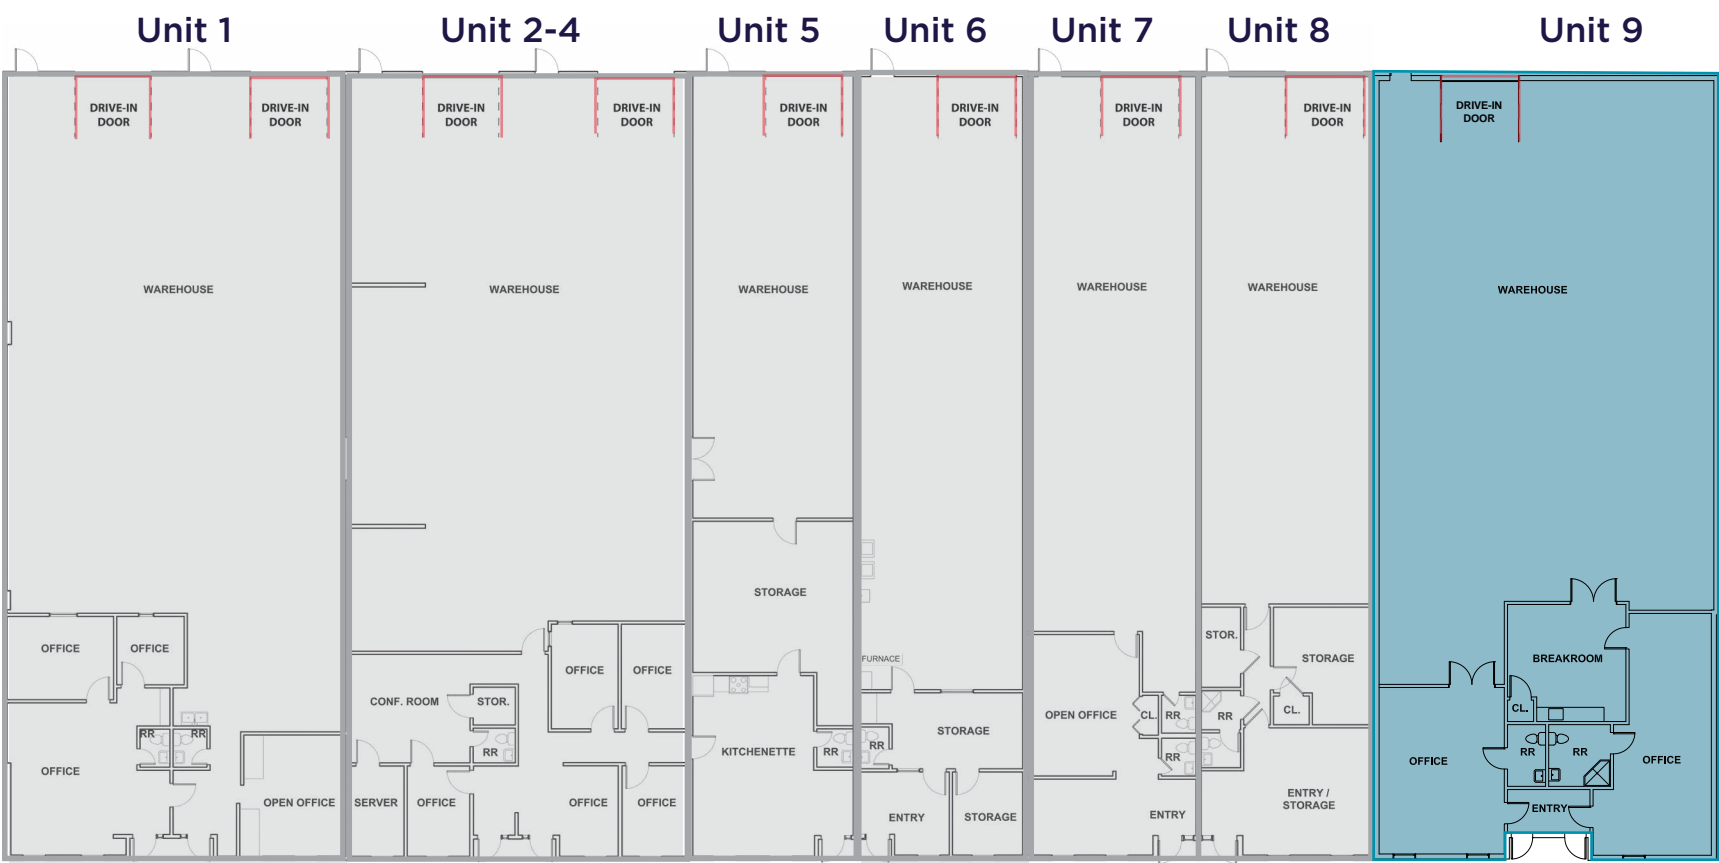 Unit 1
Unit 2-4
Unit 5
Unit 6
Unit 7
Unit 8
Unit 9
DRIVE-IN
DOOR
DRIVE-IN
DOOR
DRIVE-IN
DOOR
DRIVE-IN
DOOR
DRIVE-IN
DOOR
DRIVE-IN
DOOR
DRIVE-IN
DOOR
DRIVE-IN
DOOR
DRIVE-IN
DOOR
WAREHOUSE
WAREHOUSE
WAREHOUSE
WAREHOUSE
WAREHOUSE
WAREHOUSE
WAREHOUSE
OFFICE
OFFICE
RR
RR
OFFICE
OPEN OFFICE
OFFICE
OFFICE
CONF. ROOM
STOR.
RR
SERVER
OFFICE
OFFICE
OFFICE
STORAGE
KITCHENETTE
RR
FURNACE
STORAGE
RR
ENTRY
STORAGE
OPEN OFFICE
CL.
RR
RR
ENTRY
STOR.
STORAGE
RR
CL.
ENTRY /
STORAGE
BREAKROOM
CL.
OFFICE
RR
RR
OFFICE
ENTRY